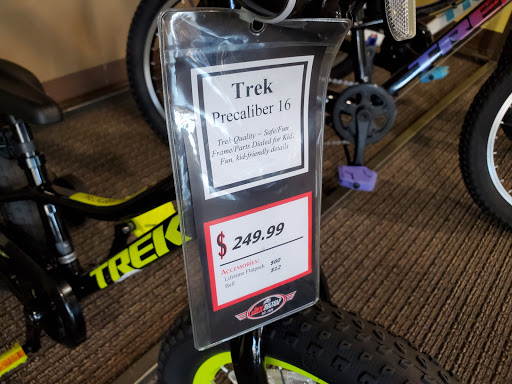 Trek
Precaliber 16
Trek Quality ~ Safe/Fun
Frame/Parts Dialed for Kids
Fun, kid-friendly details
$ 249.99
ACCESSORIES:
Lifetime Flatpack $60
Bell $12
TREK